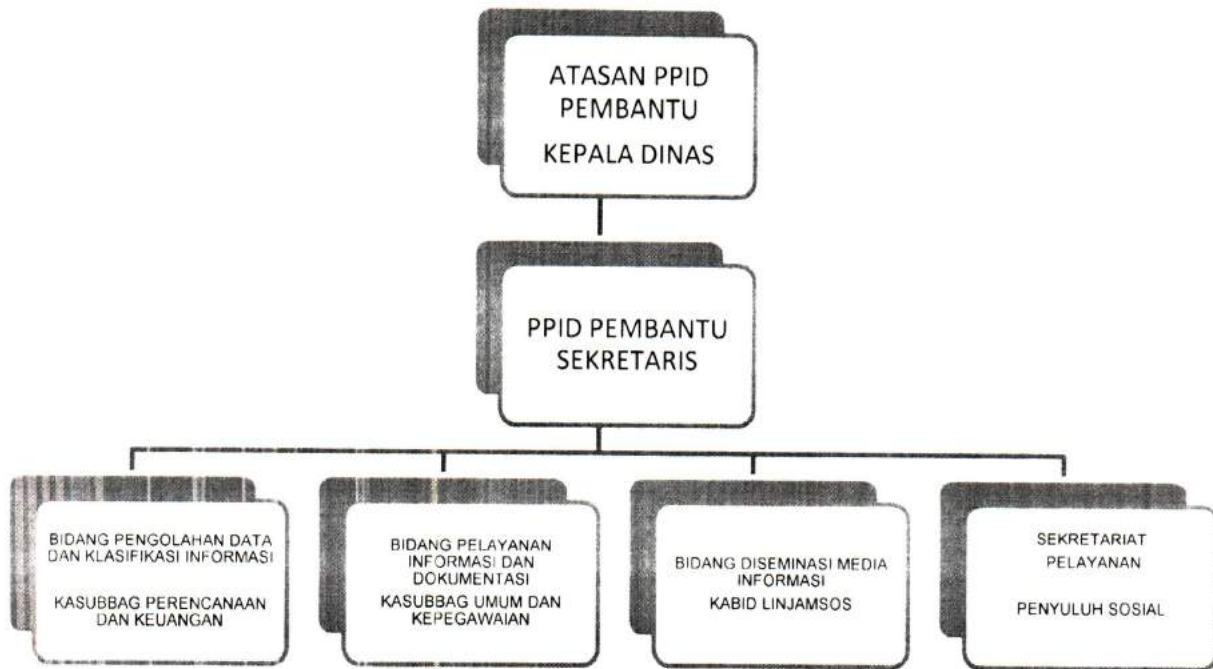 ATASAN PPID
PEMBANTU
KEPALA DINAS
PPID PEMBANTU
SEKRETARIS
BIDANG PENGOLAHAN DATA
DAN KLASIFIKASI INFORMASI
KASUBBAG PERENCANAAN
DAN KEUANGAN
BIDANG PELAYANAN
INFORMASI DAN
DOKUMENTASI
KASUBBAG UMUM DAN
KEPEGAWAIAN
BIDANG DISEMINASI MEDIA
INFORMASI
KABID LINJAMSOS
SEKRETARIAT
PELAYANAN
PENYULUH SOSIAL